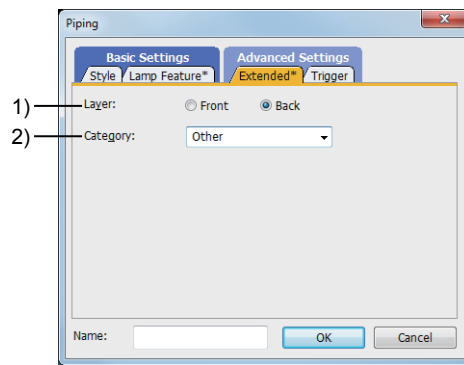 Piping
Basic Settings Advanced Settings
Style Lamp Feature* Extended* Trigger
1) Layer: Front Back
2) Category: Other
Name: OK Cancel